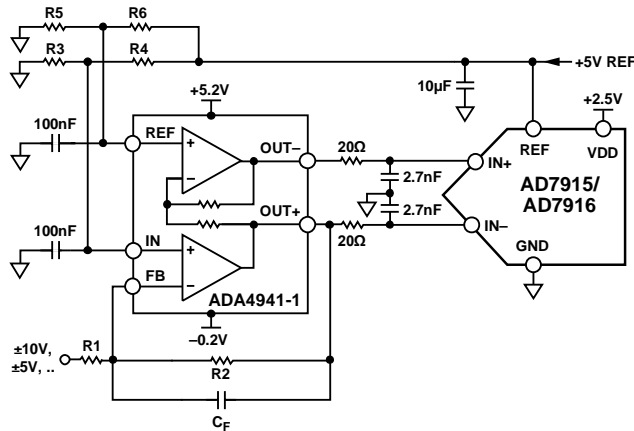 R5
R6
R3
R4
+5V REF
10µF
+5.2V
+2.5V
100nF
REF
OUT–
20Ω
REF
VDD
IN+
2.7nF
AD7915/
AD7916
OUT+
2.7nF
100nF
IN
20Ω
IN–
GND
FB
ADA4941-1
–0.2V
±10V,
±5V, ..
R1
R2
CF